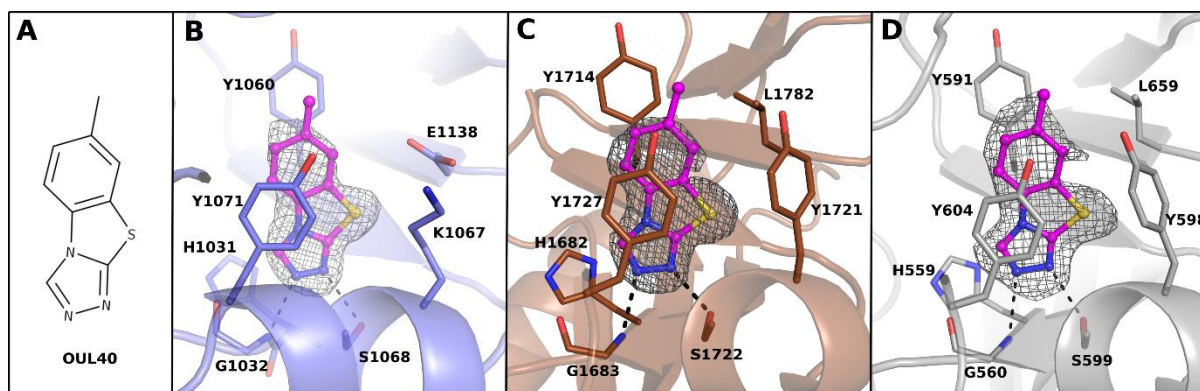 A
S
N
N
N
OUL40
B
Y1060
E1138
Y1071
H1031
K1067
G1032
S1068
C
Y1714
L1782
Y1727
Y1721
H1682
G1683
S1722
D
Y591
L659
Y604
Y598
H559
G560
S599